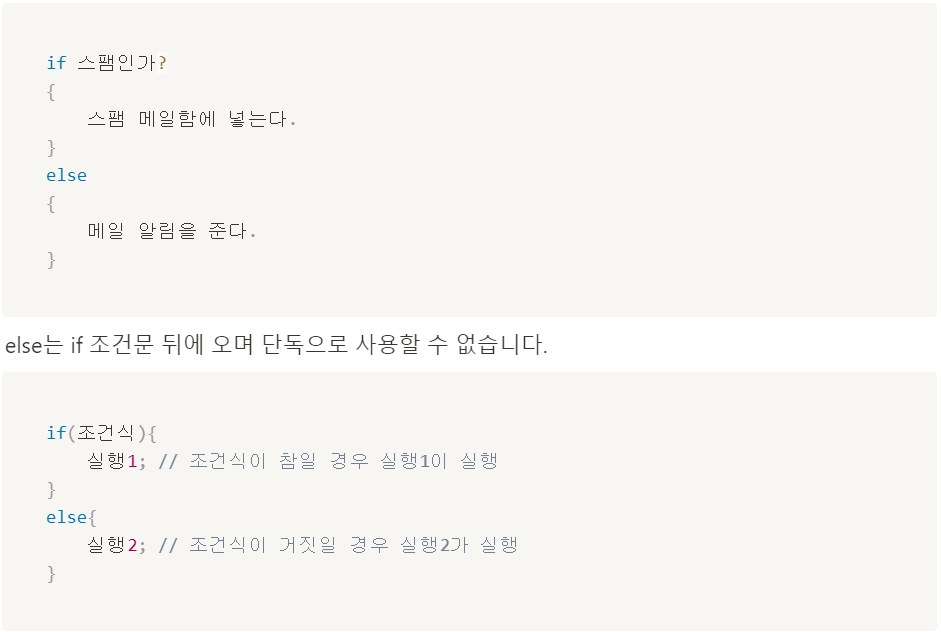 if 스팸인가?
{
    스팸 메일함에 넣는다.
}
else
{
    메일 알림을 준다.
}
else는 if 조건문 뒤에 오며 단독으로 사용할 수 없습니다.
if(조건식){
    실행1; // 조건식이 참일 경우 실행1이 실행
}
else{
    실행2; // 조건식이 거짓일 경우 실행2가 실행
}